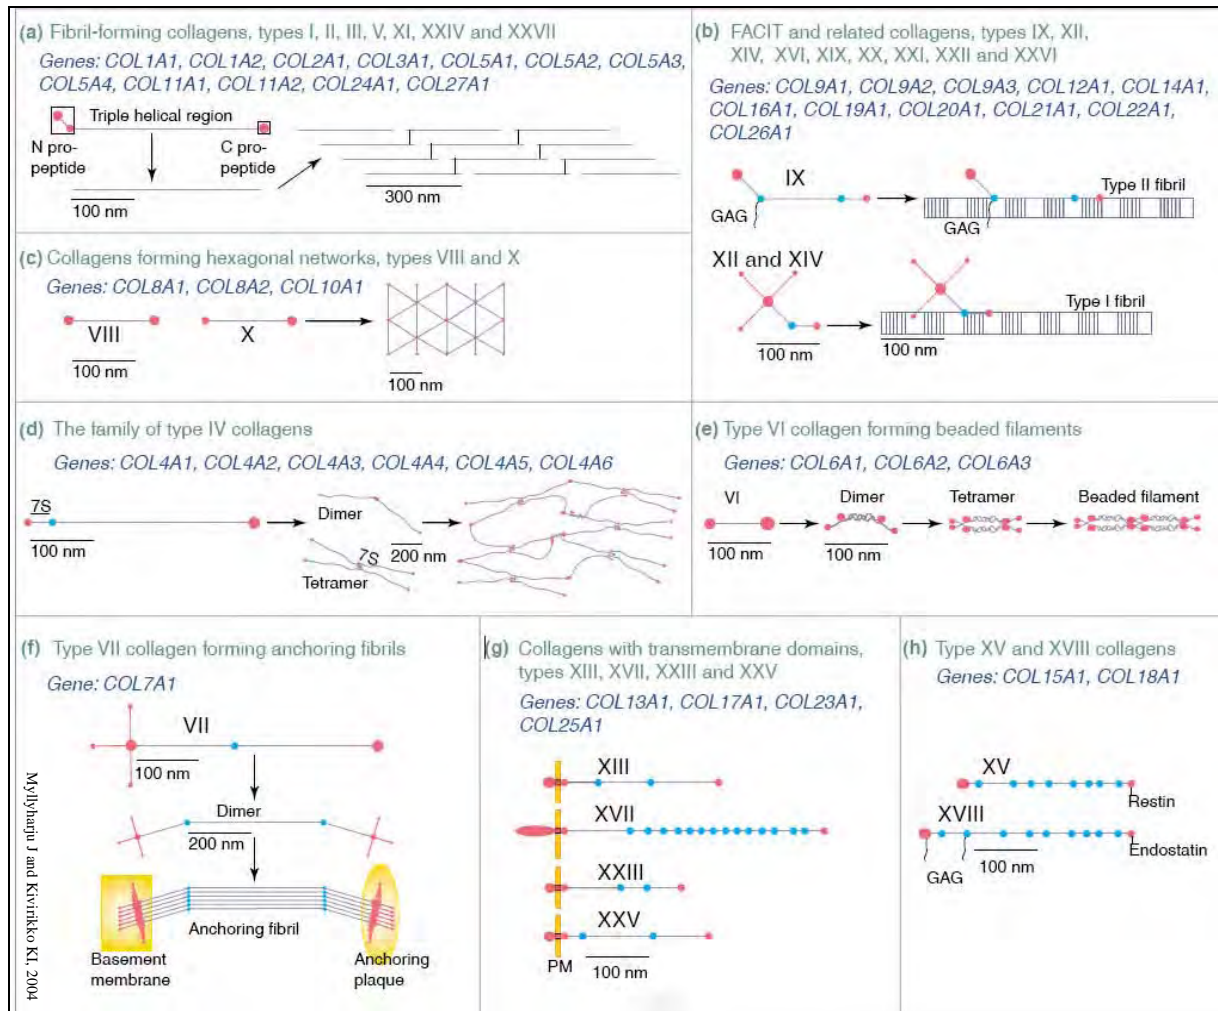 (a) Fibril-forming collagens, types I, II, III, V, XI, XXIV and XXVII
Genes: COL1A1, COL1A2, COL2A1, COL3A1, COL5A1, COL5A2, COL5A3,
COL5A4, COL11A1, COL11A2, COL24A1, COL27A1
Triple helical region
N pro-
peptide
C pro-
peptide
100 nm
300 nm
(b) FACIT and related collagens, types IX, XII,
XIV, XVI, XIX, XX, XXI, XXII and XXVI
Genes: COL9A1, COL9A2, COL9A3, COL12A1, COL14A1,
COL16A1, COL19A1, COL20A1, COL21A1, COL22A1,
COL26A1
IX
GAG
Type II fibril
GAG
XII and XIV
Type I fibril
100 nm
100 nm
(c) Collagens forming hexagonal networks, types VIII and X
Genes: COL8A1, COL8A2, COL10A1
VIII
X
100 nm
100 nm
(d) The family of type IV collagens
Genes: COL4A1, COL4A2, COL4A3, COL4A4, COL4A5, COL4A6
7S
100 nm
Dimer
200 nm
7S
Tetramer
(e) Type VI collagen forming beaded filaments
Genes: COL6A1, COL6A2, COL6A3
VI
Dimer
Tetramer
Beaded filament
100 nm
100 nm
(f) Type VII collagen forming anchoring fibrils
Gene: COL7A1
VII
100 nm
Dimer
200 nm
Anchoring fibril
Basement
membrane
Anchoring
plaque
Myllyharju J and Kivirikko KI, 2004
(g) Collagens with transmembrane domains,
types XIII, XVII, XXIII and XXV
Genes: COL13A1, COL17A1, COL23A1,
COL25A1
XIII
XVII
XXIII
XXV
PM
100 nm
(h) Type XV and XVIII collagens
Genes: COL15A1, COL18A1
XV
Restin
XVIII
Endostatin
100 nm
GAG